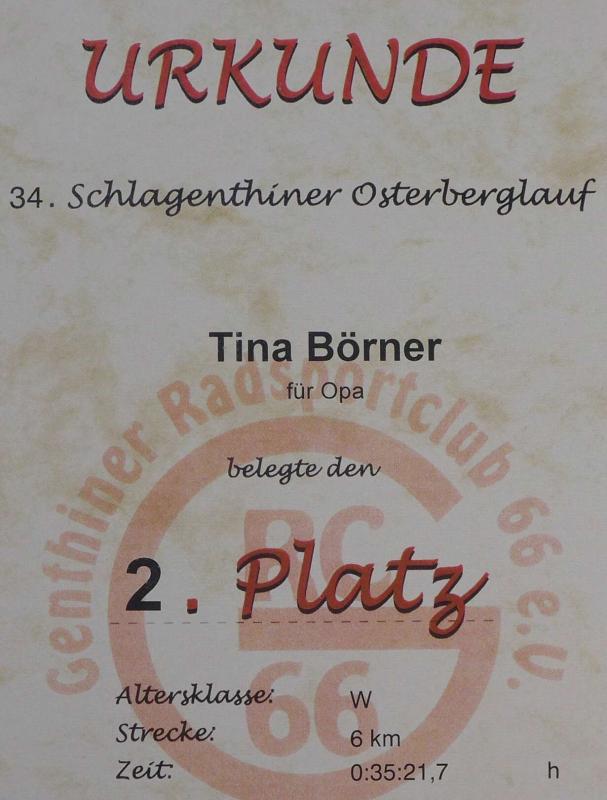 URKUNDE
34. Schlagenthiner Osterberglauf
Tina Börner
für Opa
Genthiner Radsportclub 66 e.V.
belegte den
RC
2. Platz
66
Altersklasse: W
Strecke: 6 km
Zeit: 0:35:21,7 h